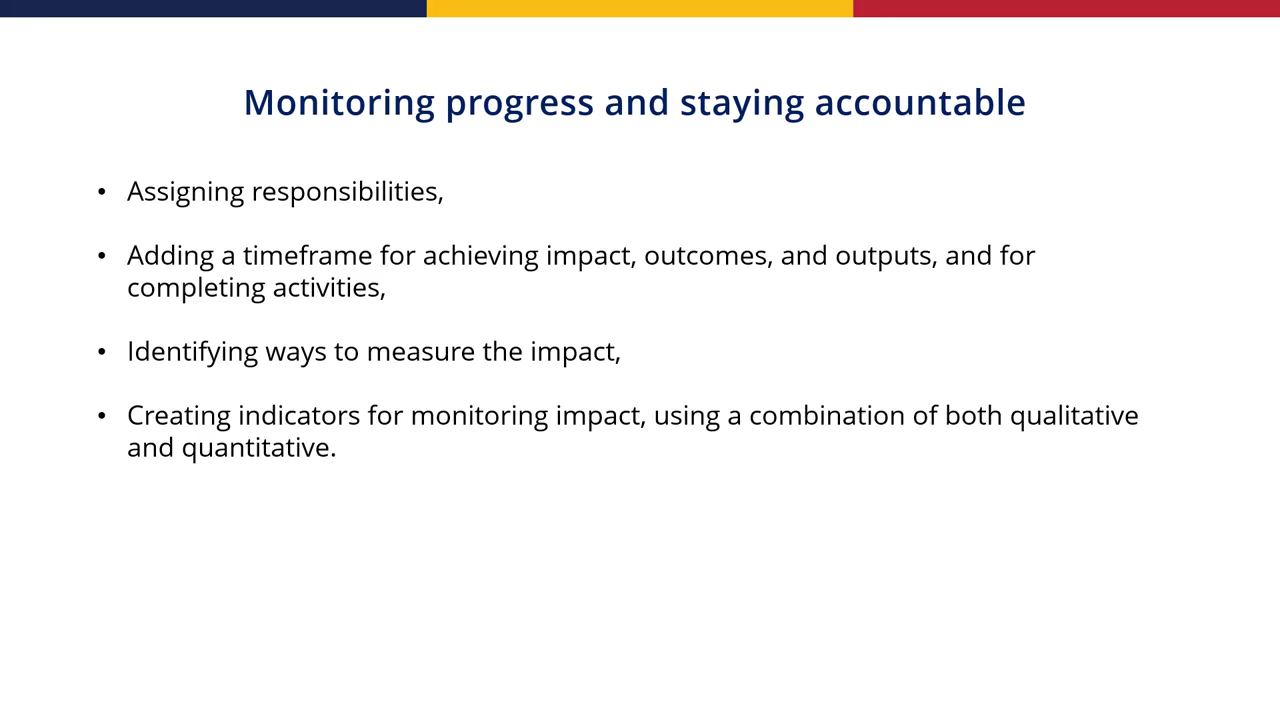 Monitoring progress and staying accountable
• Assigning responsibilities,
• Adding a timeframe for achieving impact, outcomes, and outputs, and for
completing activities,
• Identifying ways to measure the impact,
• Creating indicators for monitoring impact, using a combination of both qualitative
and quantitative.